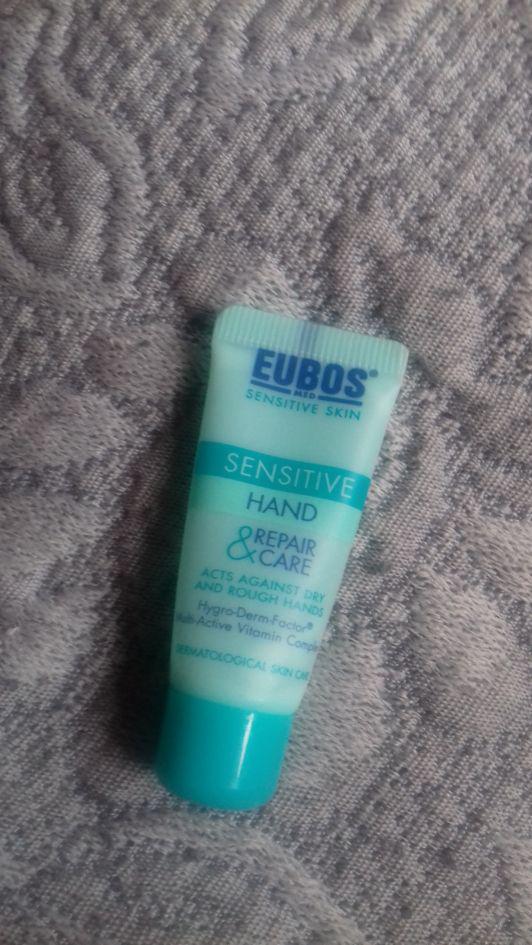 EUBOS®
MED
SENSITIVE SKIN
SENSITIVE
HAND
& REPAIR
CARE
ACTS AGAINST DRY
AND ROUGH HANDS
Hygro-Derm-Factor®
Multi-Active Vitamin Complex
DERMATOLOGICAL SKIN CARE